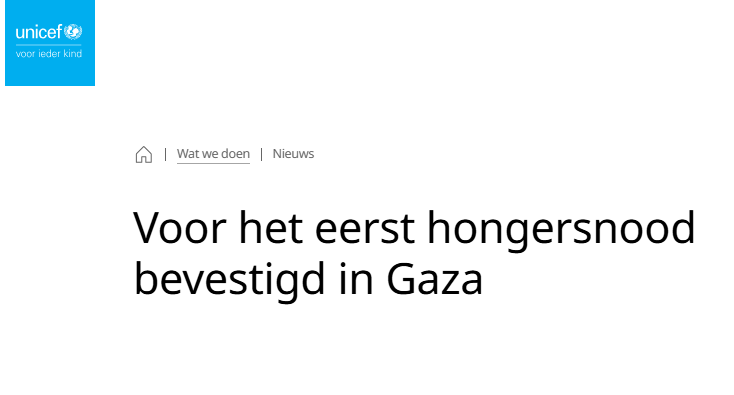 unicef
voor ieder kind
Wat we doen | Nieuws
Voor het eerst hongersnood
bevestigd in Gaza